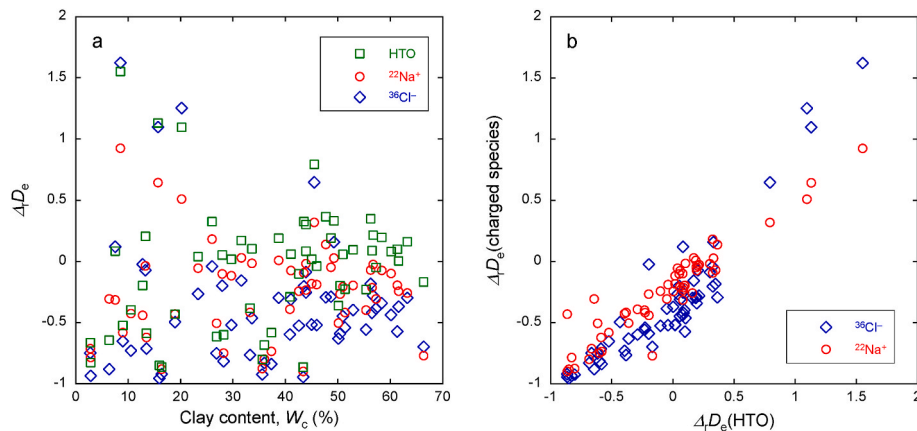 a
HTO
²²Na⁺
³⁶Cl⁻
2
1.5
1
0.5
0
-0.5
-1
ΔᵣDₑ
0 10 20 30 40 50 60 70
Clay content, W꜀ (%)
b
2
1.5
1
0.5
0
-0.5
-1
ΔᵣDₑ(charged species)
³⁶Cl⁻
²²Na⁺
-1 -0.5 0 0.5 1 1.5 2
ΔᵣDₑ(HTO)